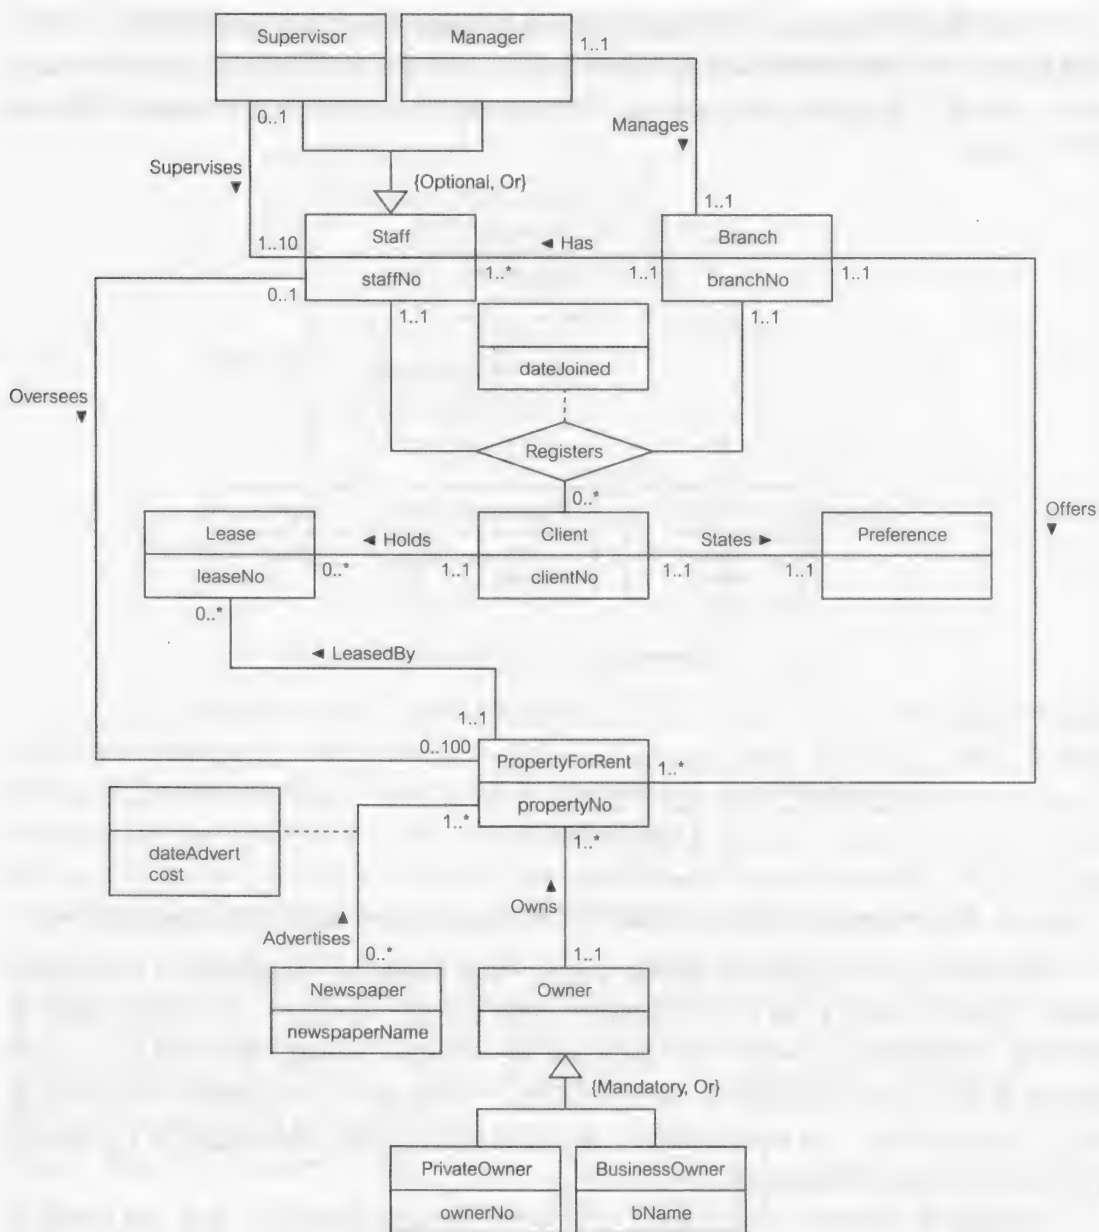 Supervisor
Manager
1..1
0..1
Manages
▼
Supervises
▼
{Optional, Or}
1..1
1..10
Staff
◄ Has
Branch
staffNo
1..*
1..1
branchNo
1..1
0..1
1..1
1..1
dateJoined
Oversees
▼
Registers
0..*
Offers
▼
Lease
◄ Holds
Client
States ►
Preference
leaseNo
0..*
1..1
clientNo
1..1
1..1
0..*
◄ LeasedBy
1..1
0..100
PropertyForRent
1..*
propertyNo
1..*
1..*
dateAdvert
cost
▲
Owns
▲
Advertises
0..*
1..1
Newspaper
Owner
newspaperName
{Mandatory, Or}
PrivateOwner
BusinessOwner
ownerNo
bName